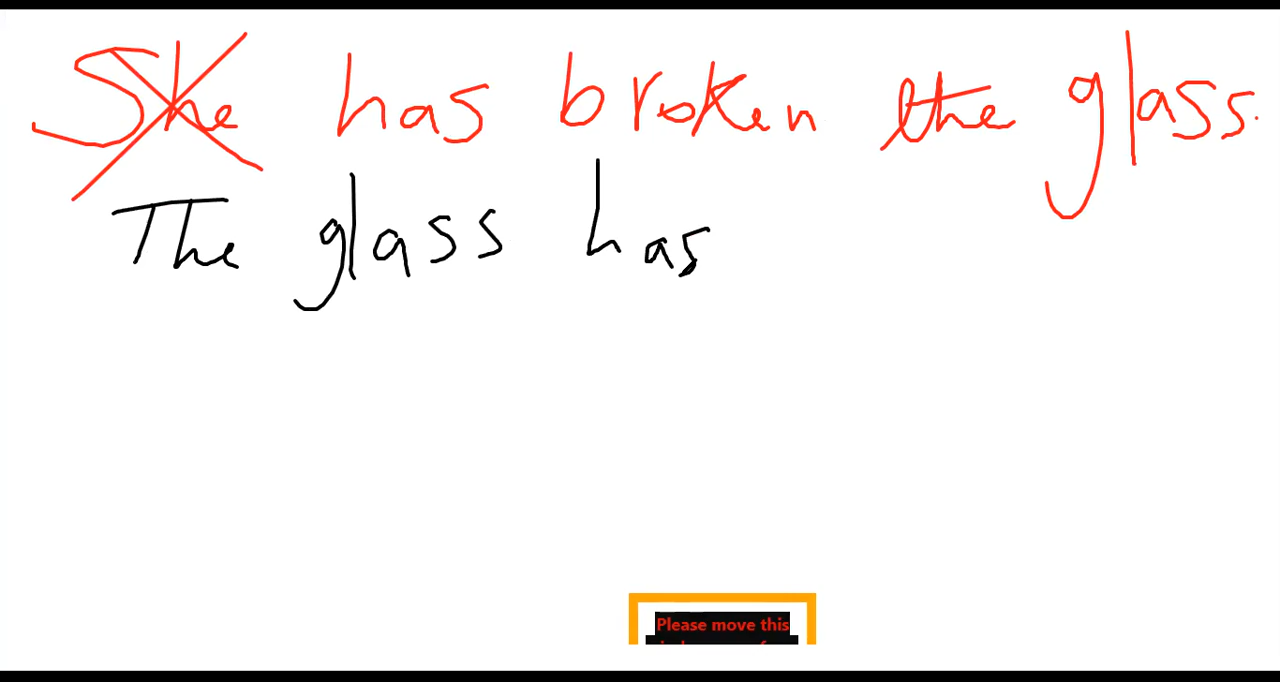 She has broken the glass.
The glass has
Please move this